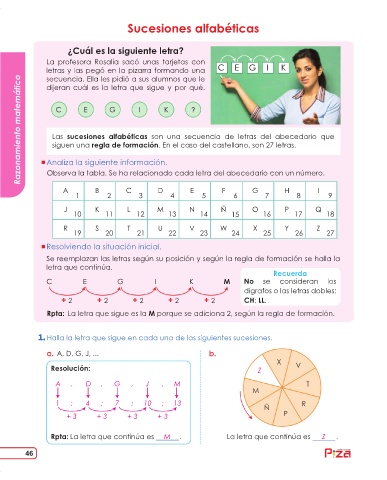 Sucesiones alfabéticas
Razonamiento matemático
¿Cuál es la siguiente letra?
La profesora Rosalía sacó unas tarjetas con
letras y las pegó en la pizarra formando una
secuencia. Ella les pidió a sus alumnos que le
dijeran cuál es la letra que sigue y por qué.
C E G I K
C E G I K ?
Las sucesiones alfabéticas son una secuencia de letras del abecedario que
siguen una regla de formación. En el caso del castellano, son 27 letras.
Analiza la siguiente información.
Observa la tabla. Se ha relacionado cada letra del abecedario con un número.
A 1 B 2 C 3 D 4 E 5 F 6 G 7 H 8 I 9
J 10 K 11 L 12 M 13 N 14 Ñ 15 O 16 P 17 Q 18
R 19 S 20 T 21 U 22 V 23 W 24 X 25 Y 26 Z 27
Resolviendo la situación inicial.
Se reemplazan las letras según su posición y según la regla de formación se halla la
letra que continúa.
C E G I K M
+ 2 + 2 + 2 + 2 + 2
Recuerda
No se consideran los
dígrafos o las letras dobles:
CH; LL.
Rpta: La letra que sigue es la M porque se adiciona 2, según la regla de formación.
1. Halla la letra que sigue en cada una de las siguientes sucesiones.
a. A, D, G, J, ...
Resolución:
A , D , G , J , M
1 ; 4 ; 7 ; 10 ; 13
+ 3 + 3 + 3 + 3
Rpta: La letra que continúa es M.
b.
X
V
Z
T
M
R
Ñ
P
La letra que continúa es Z.
46
Piza